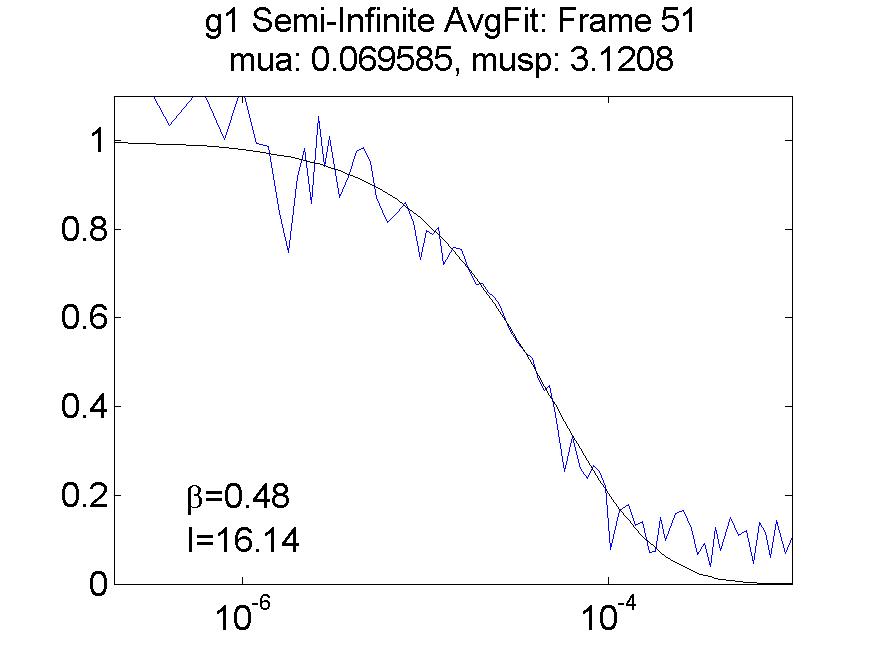 g1 Semi-Infinite AvgFit: Frame 51
mua: 0.069585, musp: 3.1208
1
0.8
0.6
0.4
0.2
0
β=0.48
I=16.14
10^-6
10^-4